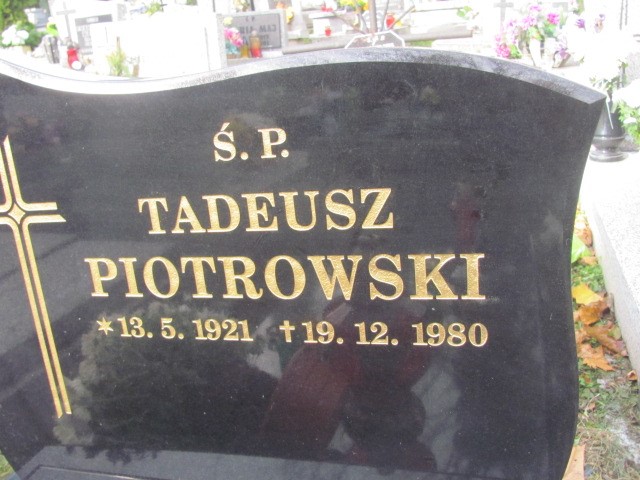 Ś. P.
TADEUSZ
PIOTROWSKI
*13. 5. 1921 †19. 12. 1980